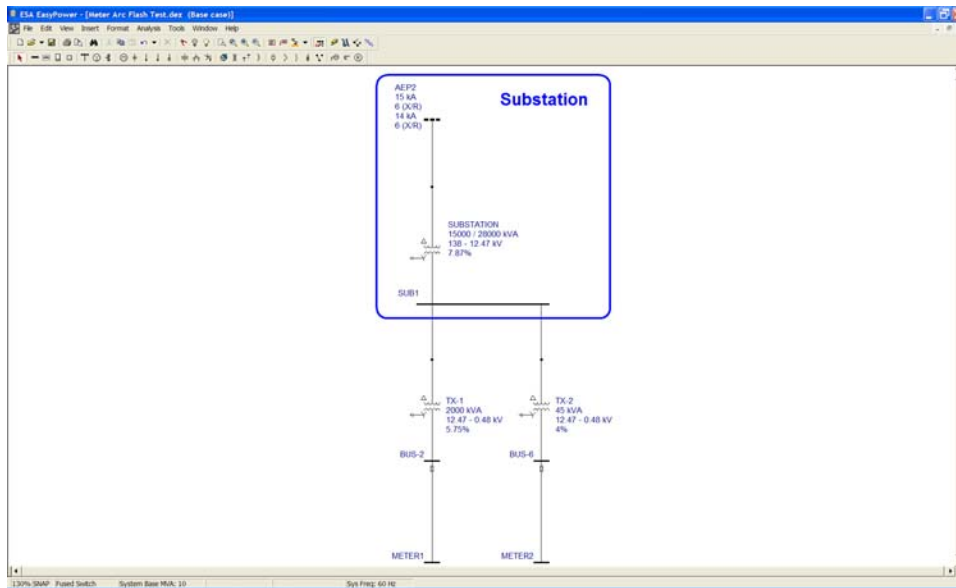 ESA EasyPower - [Meter Arc Flash Test.dez (Base case)]
File Edit View Insert Format Analysis Tools Window Help
AEP2
15 kA
6 (X/R)
14 kA
6 (X/R)
Substation
SUBSTATION
15000 / 28000 kVA
138 - 12.47 kV
7.87%
SUB1
TX-1
2000 kVA
12.47 - 0.48 kV
5.75%
TX-2
45 kVA
12.47 - 0.48 kV
4%
BUS-2
BUS-6
METER1
METER2
130% SNAP Fused Switch System Base MVA: 10 Sys Freq: 60 Hz